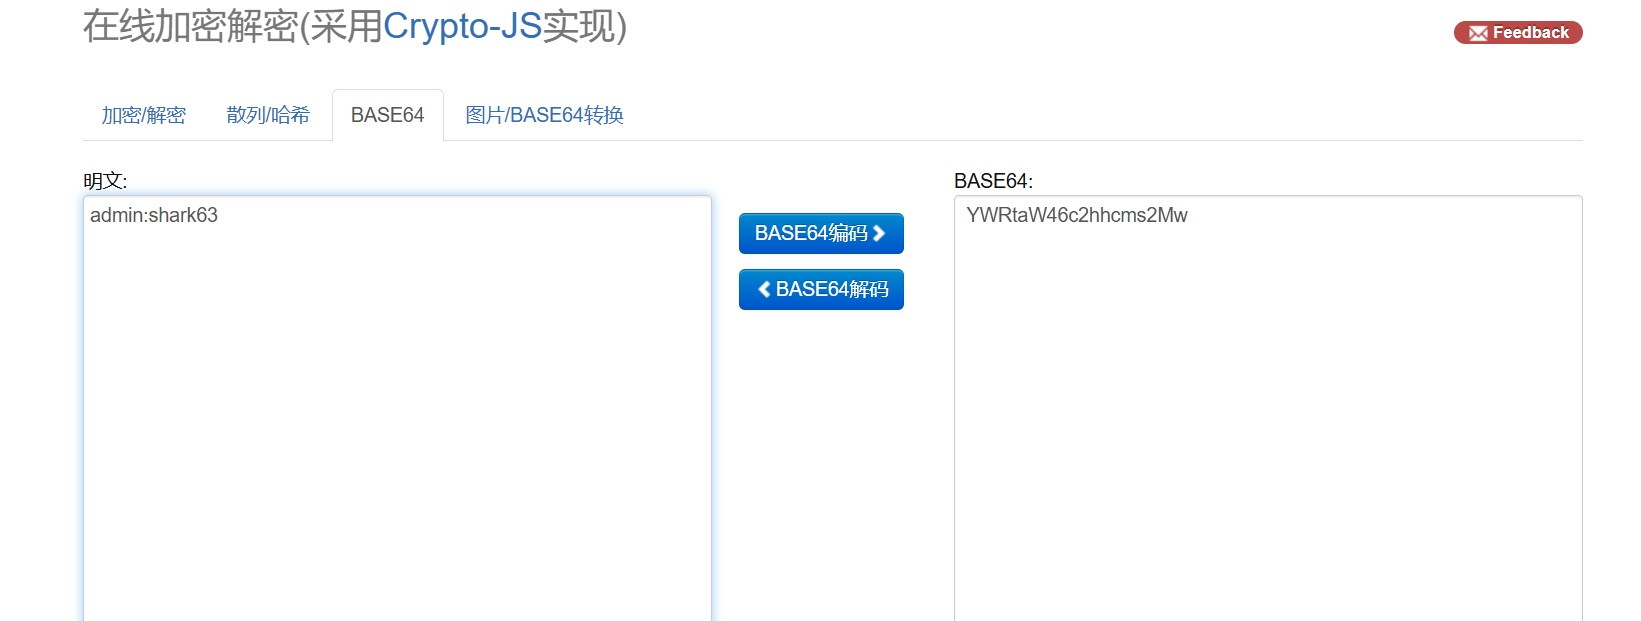 在线加密解密(采用Crypto-JS实现)
Feedback
加密/解密 散列/哈希 BASE64 图片/BASE64转换
明文:
admin:shark63
BASE64编码
BASE64解码
BASE64:
YWRtaW46c2hhcms2Mw